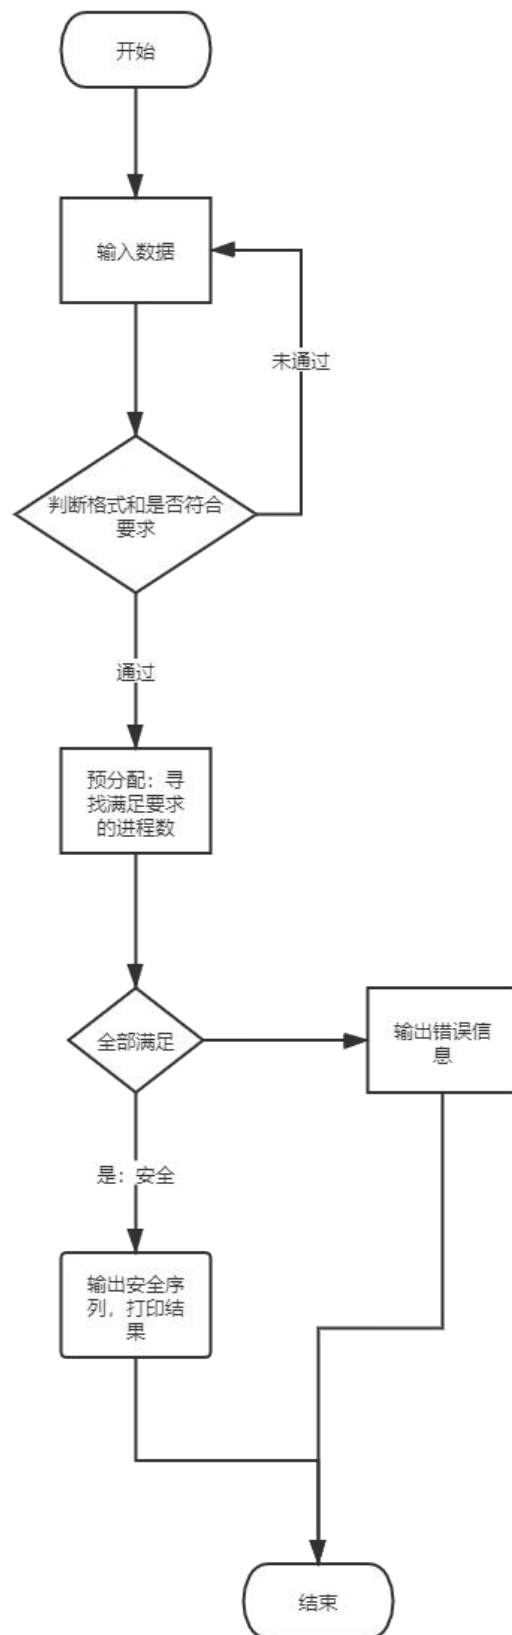 开始
输入数据
未通过
判断格式和是否符合
要求
通过
预分配：寻
找满足要求
的进程数
全部满足
输出错误信
息
是：安全
输出安全序
列，打印结
果
结束